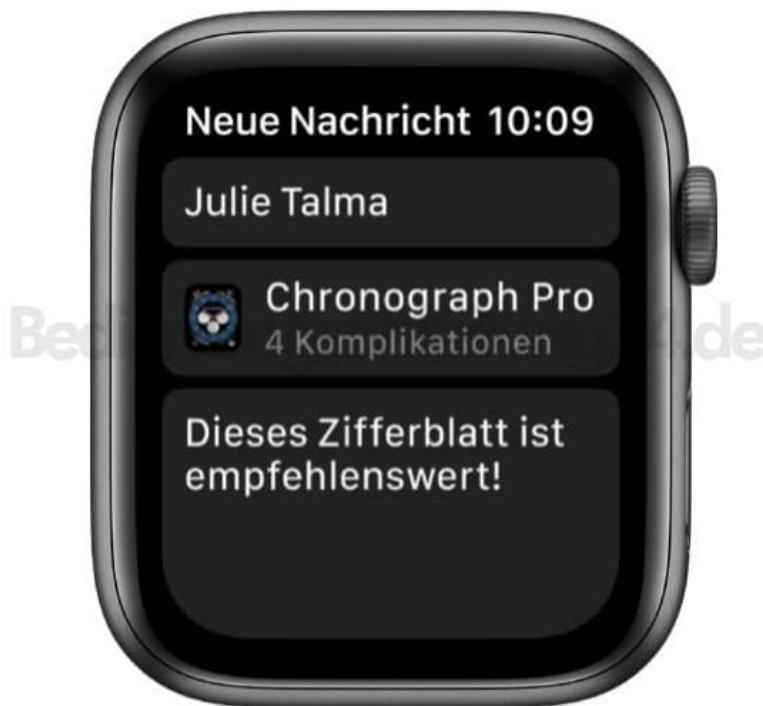 Neue Nachricht 10:09
Julie Talma
Chronograph Pro
4 Komplikationen
Dieses Zifferblatt ist
empfehlenswert!